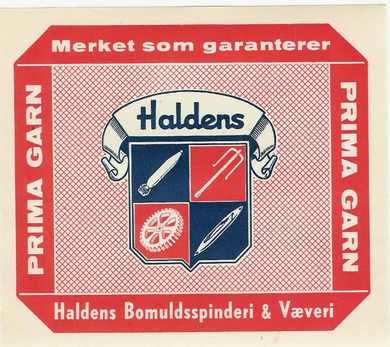 Merket som garanterer
PRIMA GARN
Haldens
PRIMA GARN
Haldens Bomuldsspinderi & Væveri